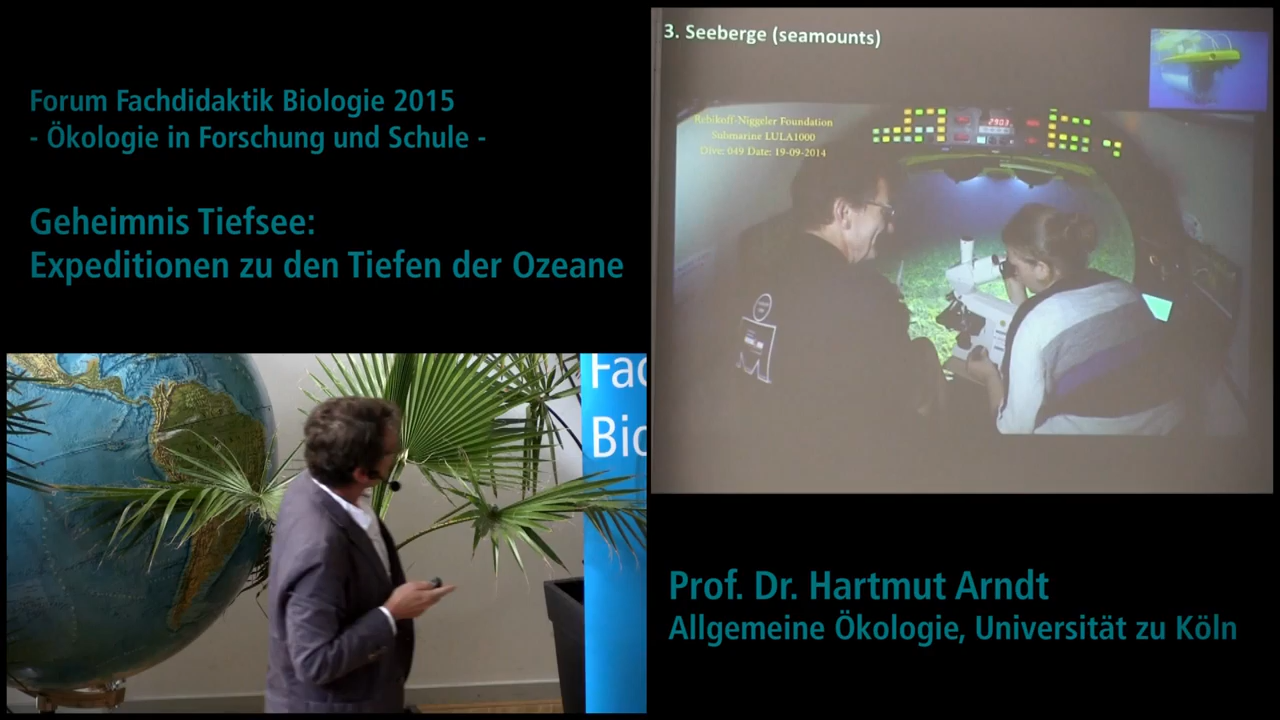 Forum Fachdidaktik Biologie 2015
- Ökologie in Forschung und Schule -
Geheimnis Tiefsee:
Expeditionen zu den Tiefen der Ozeane
3. Seeberge (seamounts)
Rebikoff-Niggeler Foundation
Submarine LULA1000
Dive: 049 Date: 19-09-2014
2903
Fac
Bio
Prof. Dr. Hartmut Arndt
Allgemeine Ökologie, Universität zu Köln